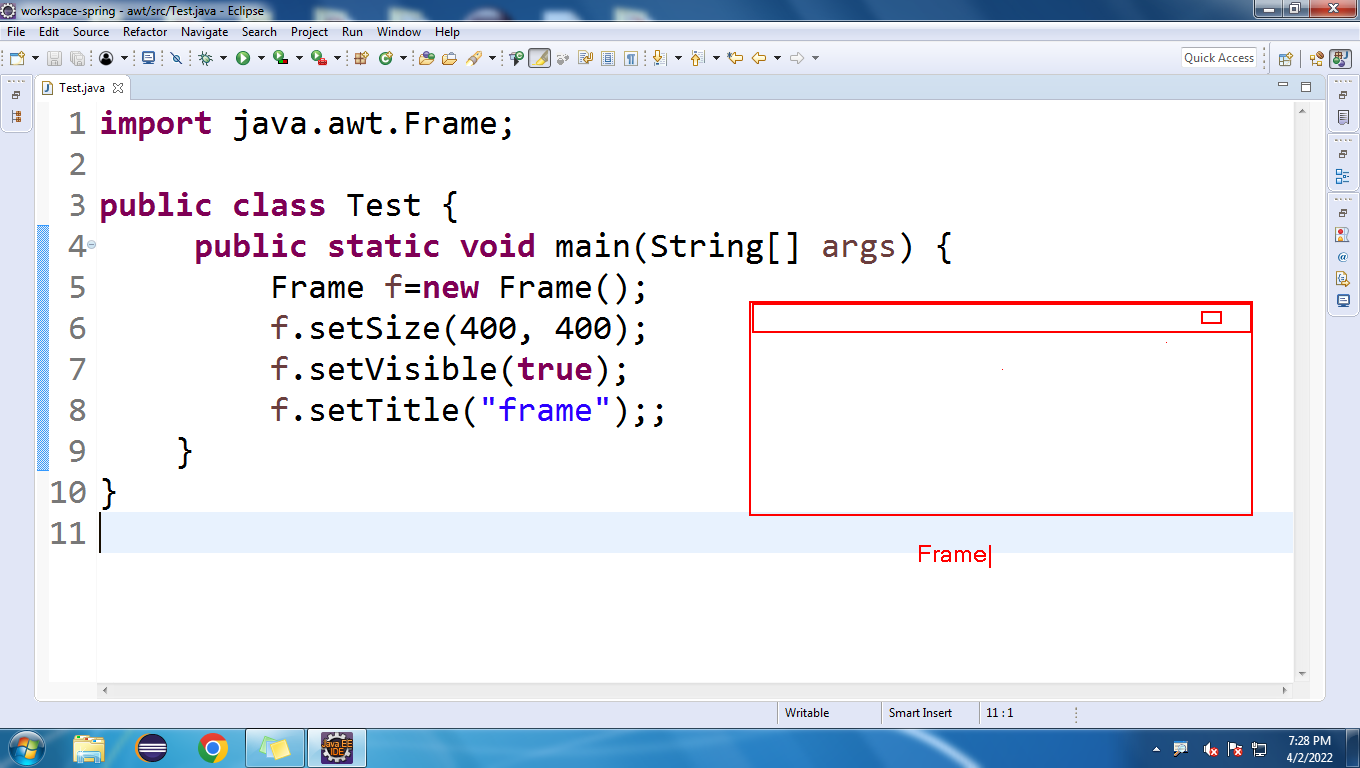 workspace-spring - awt/src/Test.java - Eclipse
File Edit Source Refactor Navigate Search Project Run Window Help
Quick Access
Test.java
1 import java.awt.Frame;
2
3 public class Test {
4 public static void main(String[] args) {
5 Frame f=new Frame();
6 f.setSize(400, 400);
7 f.setVisible(true);
8 f.setTitle("frame");;
9 }
10 }
11
Frame
Writable Smart Insert 11 : 1
Java EE
IDE
7:28 PM
4/2/2022